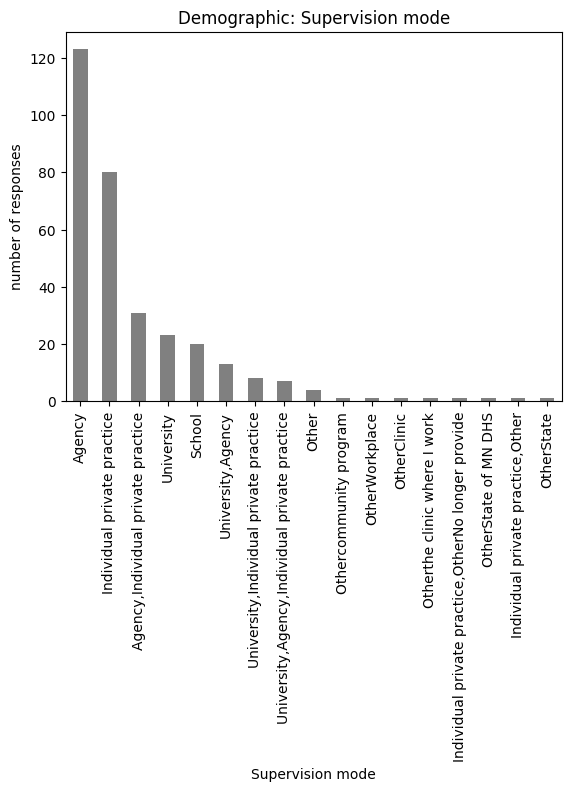 Demographic: Supervision mode
number of responses
120
100
80
60
40
20
0
Agency
Individual private practice
Agency,Individual private practice
University
School
University,Agency
University,Individual private practice
University,Agency,Individual private practice
Other
Othercommunity program
OtherWorkplace
OtherClinic
Otherthe clinic where I work
Individual private practice,OtherNo longer provide
OtherState of MN DHS
Individual private practice,Other
OtherState
Supervision mode